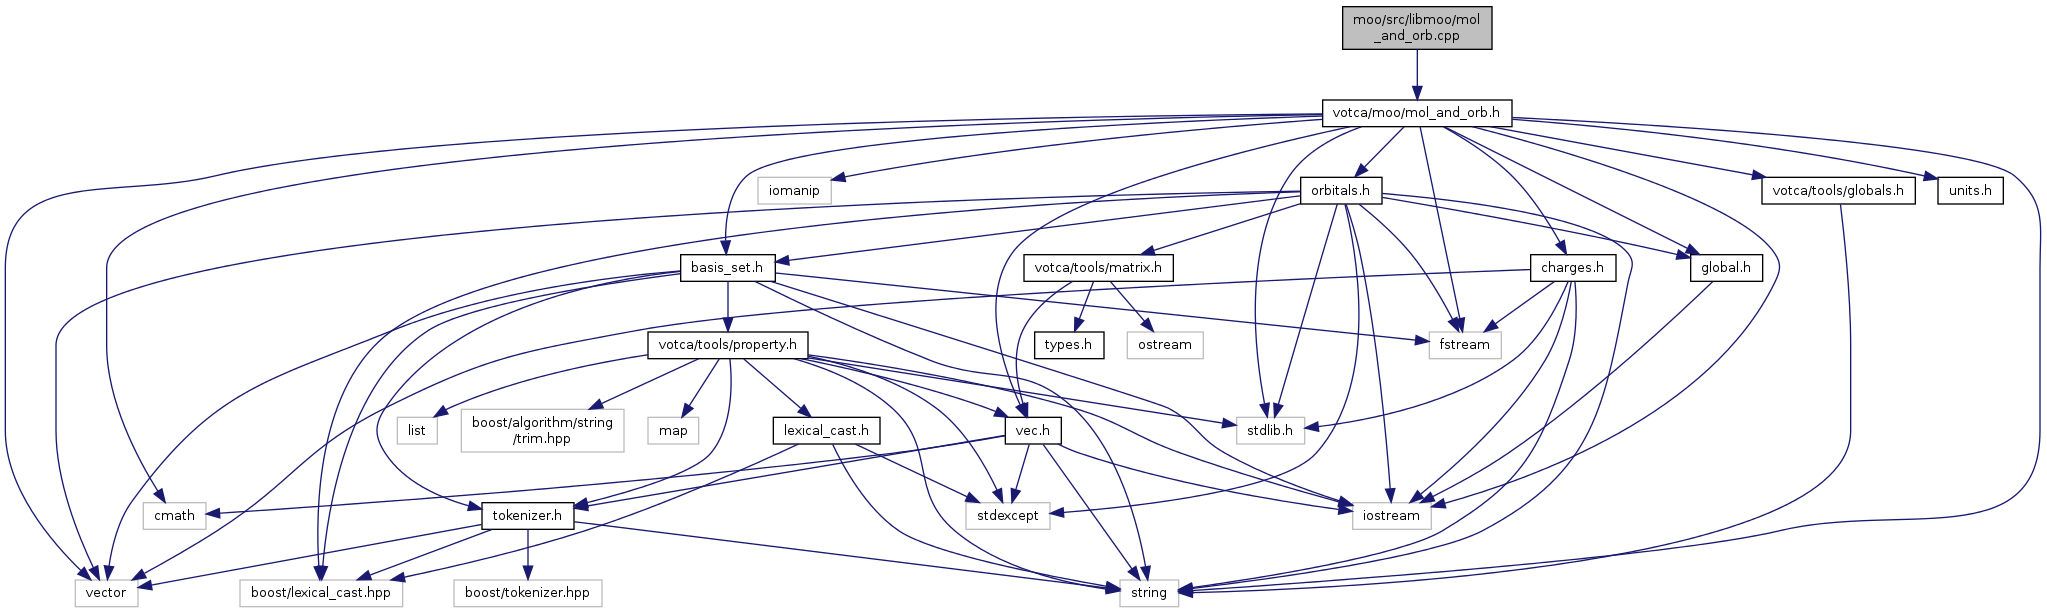 moo/src/libmoo/mol
_and_orb.cpp
votca/moo/mol_and_orb.h
iomanip
orbitals.h
votca/tools/globals.h
units.h
basis_set.h
votca/tools/matrix.h
charges.h
global.h
votca/tools/property.h
types.h
ostream
fstream
list
boost/algorithm/string
/trim.hpp
map
lexical_cast.h
vec.h
stdlib.h
cmath
tokenizer.h
stdexcept
iostream
vector
boost/lexical_cast.hpp
boost/tokenizer.hpp
string